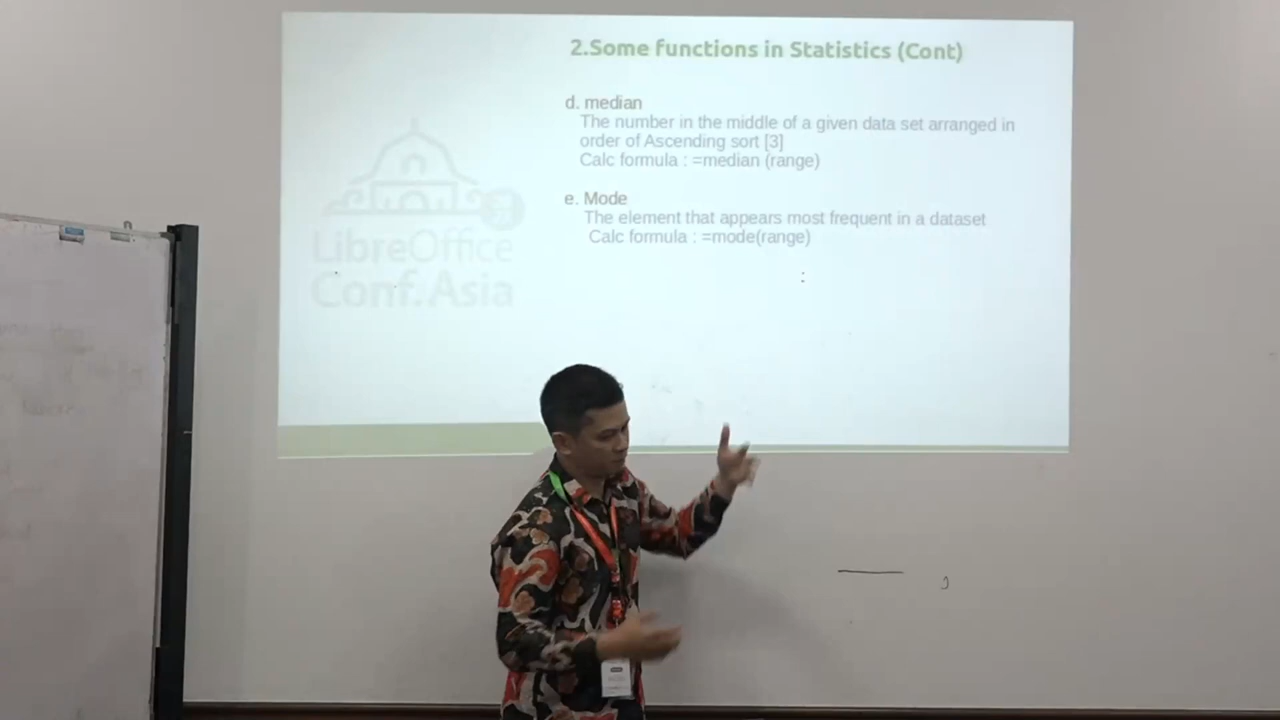 2.Some functions in Statistics (Cont)
d. median
The number in the middle of a given data set arranged in
order of Ascending sort [3]
Calc formula : =median (range)
e. Mode
The element that appears most frequent in a dataset
Calc formula : =mode(range)
:
LibreOffice
Conf.Asia